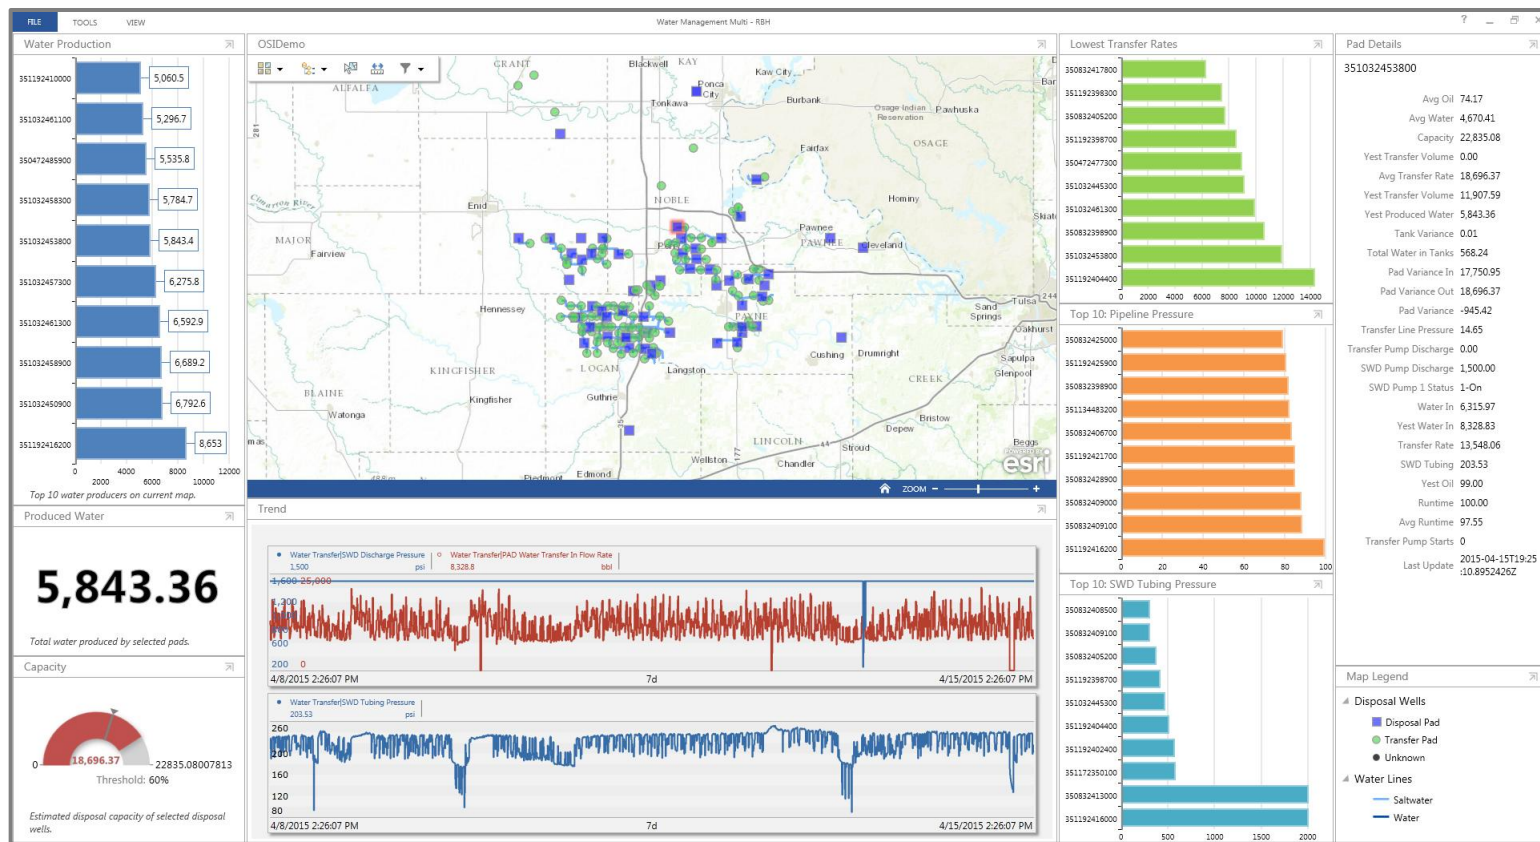 FILE TOOLS VIEW Water Management Multi - RBH ?
Water Production
351192410000 5,060.5
351032461100 5,296.7
350472485900 5,535.8
351032458300 5,784.7
351032453800 5,843.4
351032457300 6,275.8
351032461300 6,592.9
351032458900 6,689.2
351032450900 6,792.6
351192416200 8,653
0 2000 4000 6000 8000 10000 12000
Top 10 water producers on current map.
Produced Water
5,843.36
Total water produced by selected pads.
Capacity
0 18,696.37 22835.08007813
Threshold: 60%
Estimated disposal capacity of selected disposal
wells.
OSIDemo
GRANT
Blackwell
KAY
Kaw City
ALFALFA
Ponca
City
Tonkawa
Burbank
Osage Indian
Reservation
Pawhuska
281
OSAGE
Fairfax
Cimarron River
Enid
NOBLE
Hominy
Skiat
MAJOR
Fairview
Pawnee
PAWNEE
Cleveland
Hennessey
PAYNE
Sand
Springs
Tulsa
244
Oakhurst
Sapulpa
Glenpool
Cushing
Drumright
CREEK
KINGFISHER
LOGAN
Langston
BLAINE
Kingfisher
Guthrie
Watonga
35
Bristow
Depew
LINCOLN
44
Stroud
Beggs
mas
177
Wellston
Chandler
Piedmont
Edmond
esri
ZOOM
Trend
Water Transfer|SWD Discharge Pressure Water Transfer|PAD Water Transfer In Flow Rate
1,500 psi 8,328.8 bbl
1,600 25,000
1,200
600
200 0
4/8/2015 2:26:07 PM 7d 4/15/2015 2:26:07 PM
Water Transfer|SWD Tubing Pressure
203.53 psi
260
200
160
120
80
4/8/2015 2:26:07 PM 7d 4/15/2015 2:26:07 PM
Lowest Transfer Rates
350832417800
351192398300
350832405200
351192398700
350472477300
351032445300
351032461300
350832398900
351032453800
351192404400
0 2000 4000 6000 8000 10000 12000 14000
Top 10: Pipeline Pressure
350832425000
351192425900
350832398900
351134483200
350832406700
351192421700
350832428900
350832409000
350832409100
351192416200
0 20 40 60 80 100
Top 10: SWD Tubing Pressure
350832408500
350832409100
350832405200
351192398700
351032445300
351192404400
351192402400
351172350100
350832413000
351192416000
0 500 1000 1500 2000
Pad Details
351032453800
Avg Oil 74.17
Avg Water 4,670.41
Capacity 22,835.08
Yest Transfer Volume 0.00
Avg Transfer Rate 18,696.37
Yest Transfer Volume 11,907.59
Yest Produced Water 5,843.36
Tank Variance 0.01
Total Water in Tanks 568.24
Pad Variance In 17,750.95
Pad Variance Out 18,696.37
Pad Variance -945.42
Transfer Line Pressure 14.65
Transfer Pump Discharge 0.00
SWD Pump Discharge 1,500.00
SWD Pump 1 Status 1-On
Water In 6,315.97
Yest Water In 8,328.83
Transfer Rate 13,548.06
SWD Tubing 203.53
Yest Oil 99.00
Runtime 100.00
Avg Runtime 97.55
Transfer Pump Starts 0
Last Update 2015-04-15T19:25
:10.8952426Z
Map Legend
Disposal Wells
Disposal Pad
Transfer Pad
Unknown
Water Lines
Saltwater
Water